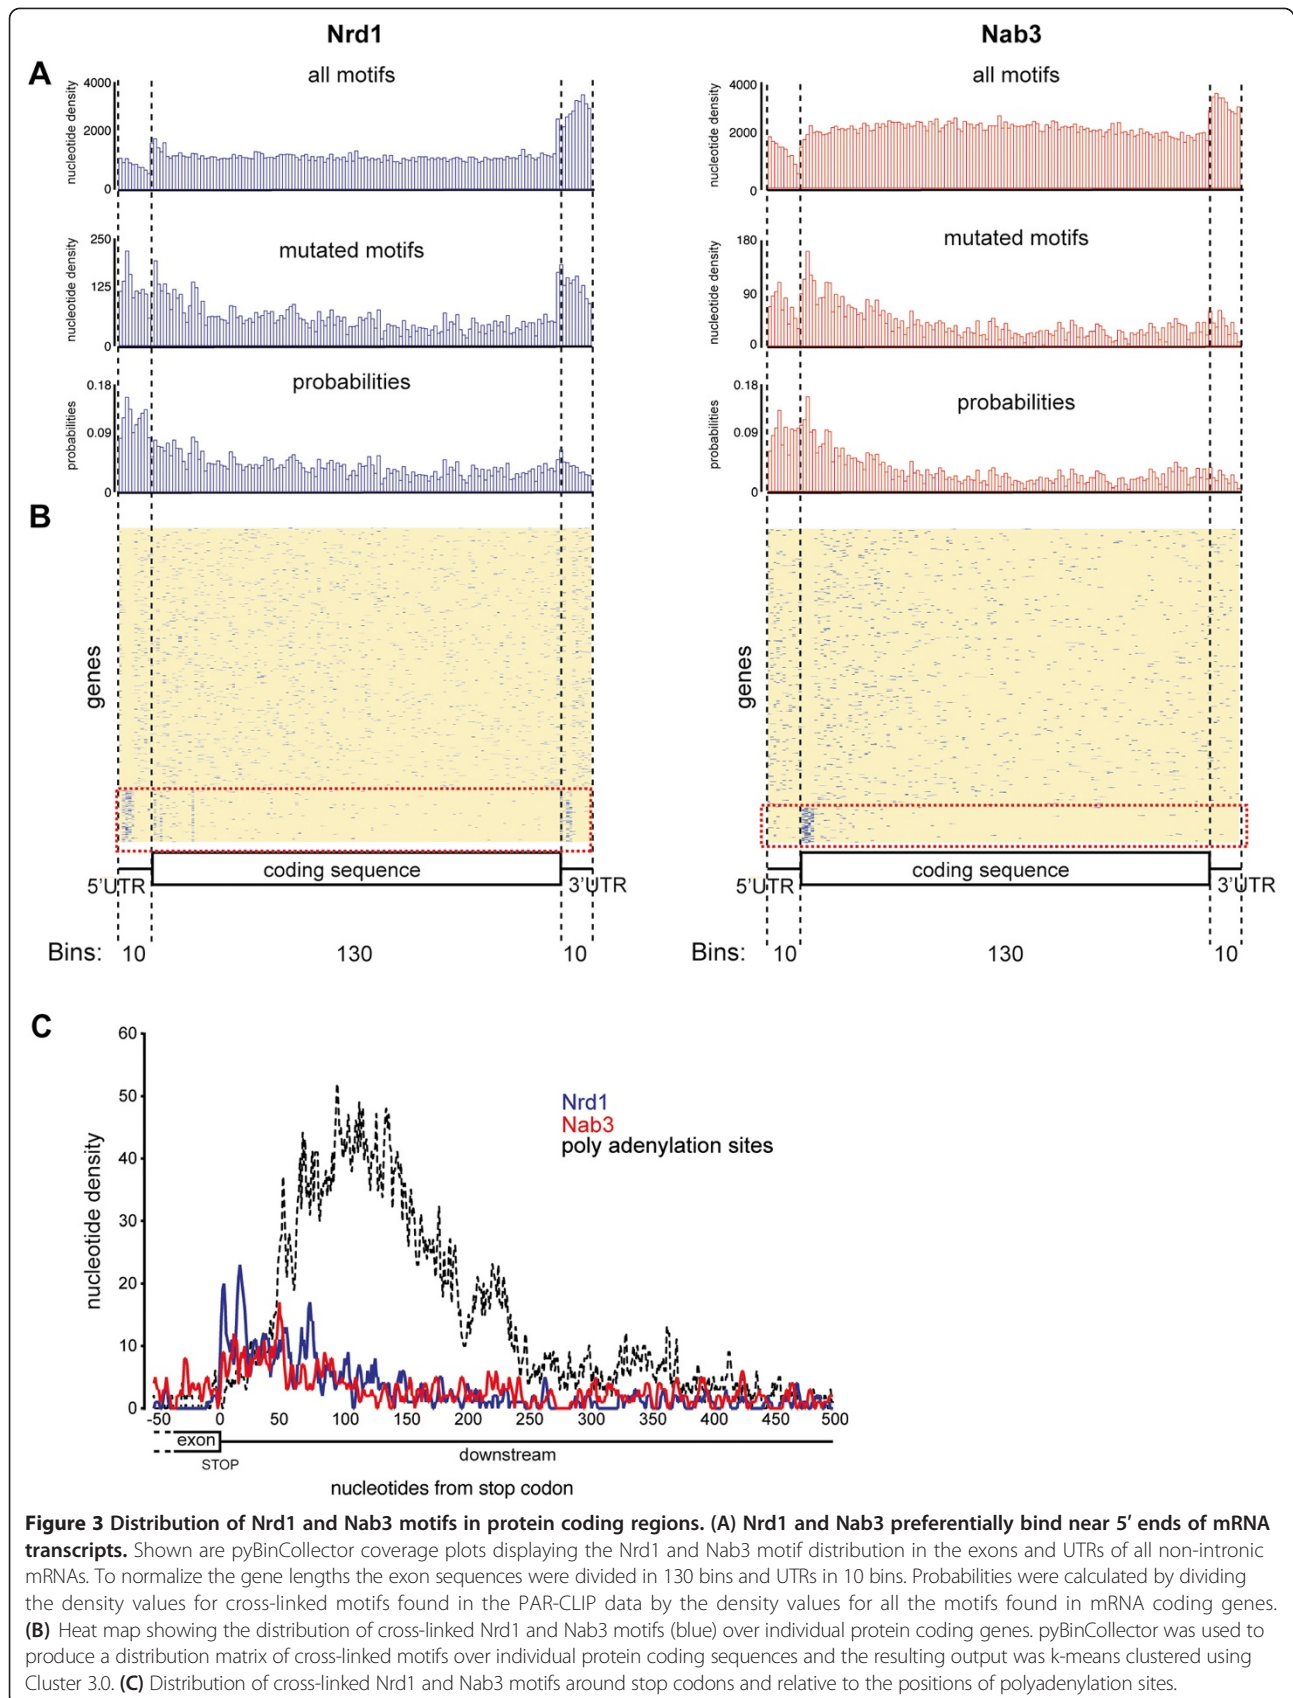 Nrd1
Nab3
A
all motifs
nucleotide density
4000
2000
0
all motifs
nucleotide density
4000
2000
0
mutated motifs
nucleotide density
250
125
0
mutated motifs
nucleotide density
180
90
0
probabilities
probabilities
0.18
0.09
0
probabilities
probabilities
0.18
0.09
0
B
genes
genes
coding sequence
5'UTR
3'UTR
coding sequence
5'UTR
3'UTR
Bins: 10 130 10
Bins: 10 130 10
C
nucleotide density
60
50
40
30
20
10
0
Nrd1
Nab3
poly adenylation sites
-50 0 50 100 150 200 250 300 350 400 450 500
exon
STOP
downstream
nucleotides from stop codon
Figure 3 Distribution of Nrd1 and Nab3 motifs in protein coding regions. (A) Nrd1 and Nab3 preferentially bind near 5′ ends of mRNA
transcripts. Shown are pyBinCollector coverage plots displaying the Nrd1 and Nab3 motif distribution in the exons and UTRs of all non-intronic
mRNAs. To normalize the gene lengths the exon sequences were divided in 130 bins and UTRs in 10 bins. Probabilities were calculated by dividing
the density values for cross-linked motifs found in the PAR-CLIP data by the density values for all the motifs found in mRNA coding genes.
(B) Heat map showing the distribution of cross-linked Nrd1 and Nab3 motifs (blue) over individual protein coding genes. pyBinCollector was used to
produce a distribution matrix of cross-linked motifs over individual protein coding sequences and the resulting output was k-means clustered using
Cluster 3.0. (C) Distribution of cross-linked Nrd1 and Nab3 motifs around stop codons and relative to the positions of polyadenylation sites.